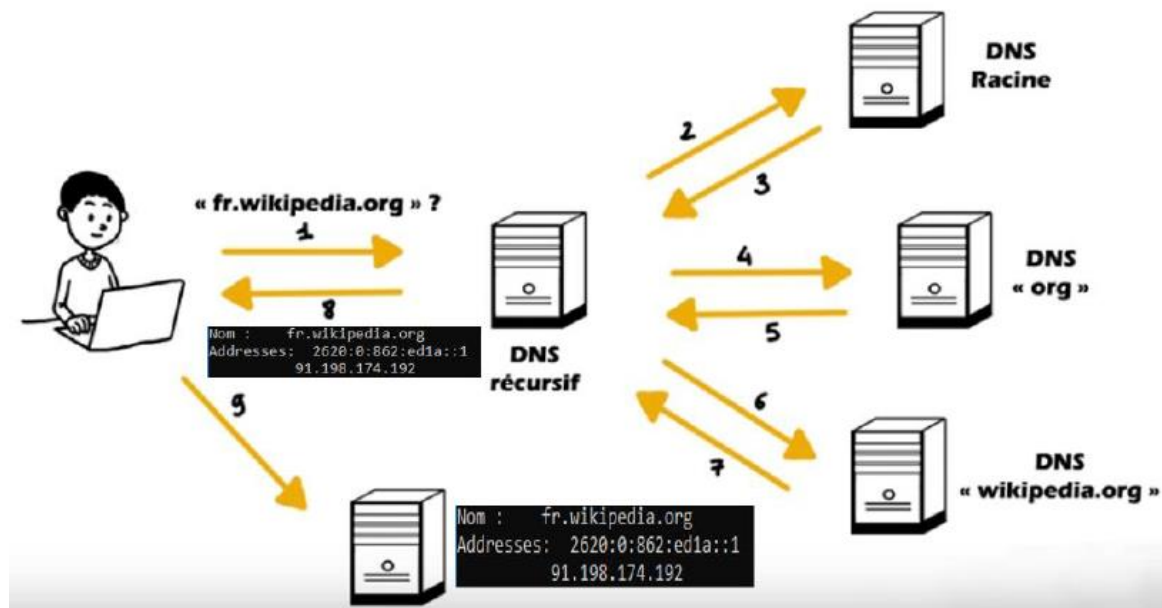 DNS
Racine
2
3
« fr.wikipedia.org » ?
1
8
4
5
DNS
« org »
Nom :    fr.wikipedia.org
Addresses:  2620:0:862:ed1a::1
91.198.174.192
DNS
récursif
9
6
7
DNS
« wikipedia.org »
Nom :    fr.wikipedia.org
Addresses:  2620:0:862:ed1a::1
91.198.174.192